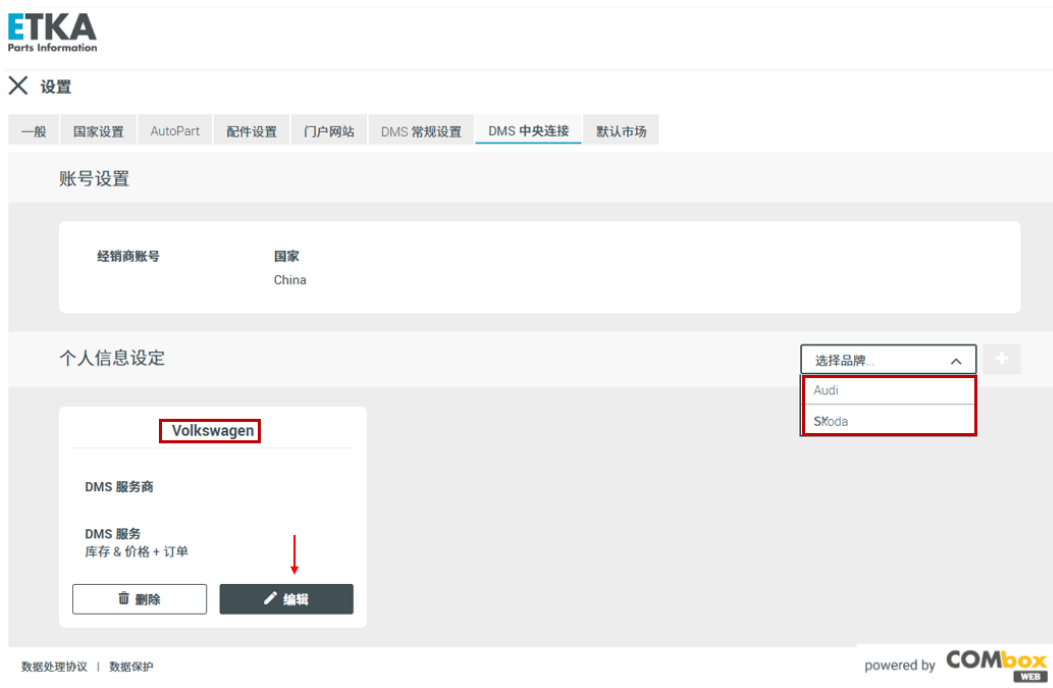 ETKA
Parts Information
设置
一般 国家设置 AutoPart 配件设置 门户网站 DMS 常规设置 DMS 中央连接 默认市场
账号设置
经销商账号 国家
China
个人信息设定 选择品牌...
Audi
Skoda
Volkswagen
DMS 服务商
DMS 服务
库存 & 价格 + 订单
删除 编辑
数据处理协议 | 数据保护 powered by COMbox
WEB